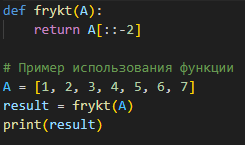 def frykt(A):
    return A[::-2]

# Пример использования функции
A = [1, 2, 3, 4, 5, 6, 7]
result = frykt(A)
print(result)